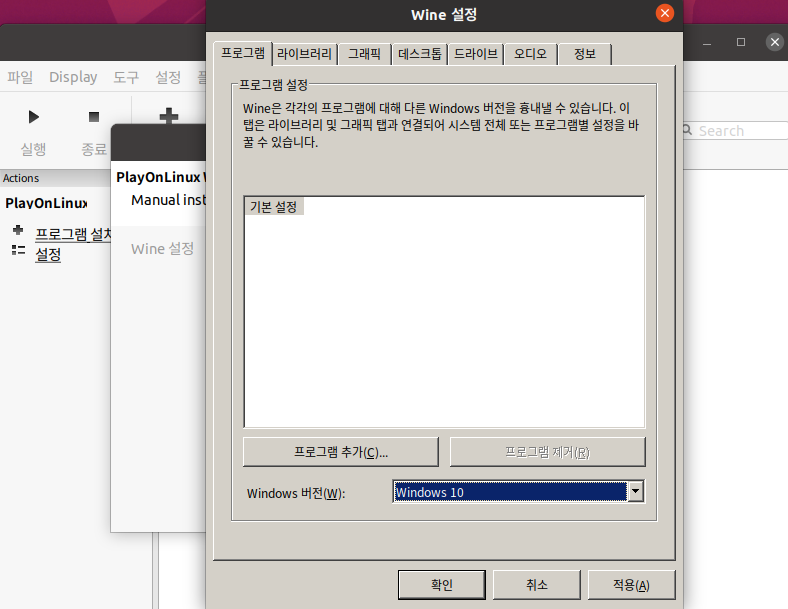 Wine 설정
프로그램 라이브러리 그래픽 데스크톱 드라이브 오디오 정보
프로그램 설정
Wine은 각각의 프로그램에 대해 다른 Windows 버전을 흉내낼 수 있습니다. 이
탭은 라이브러리 및 그래픽 탭과 연결되어 시스템 전체 또는 프로그램별 설정을 바
꿀 수 있습니다.
기본 설정
프로그램 추가(C)... 프로그램 제거(R)
Windows 버전(W): Windows 10
확인 취소 적용(A)
파일 Display 도구 설정
실행 종료
Search
Actions
PlayOnLinux
프로그램 설치
설정
PlayOnLinux
Manual inst
Wine 설정